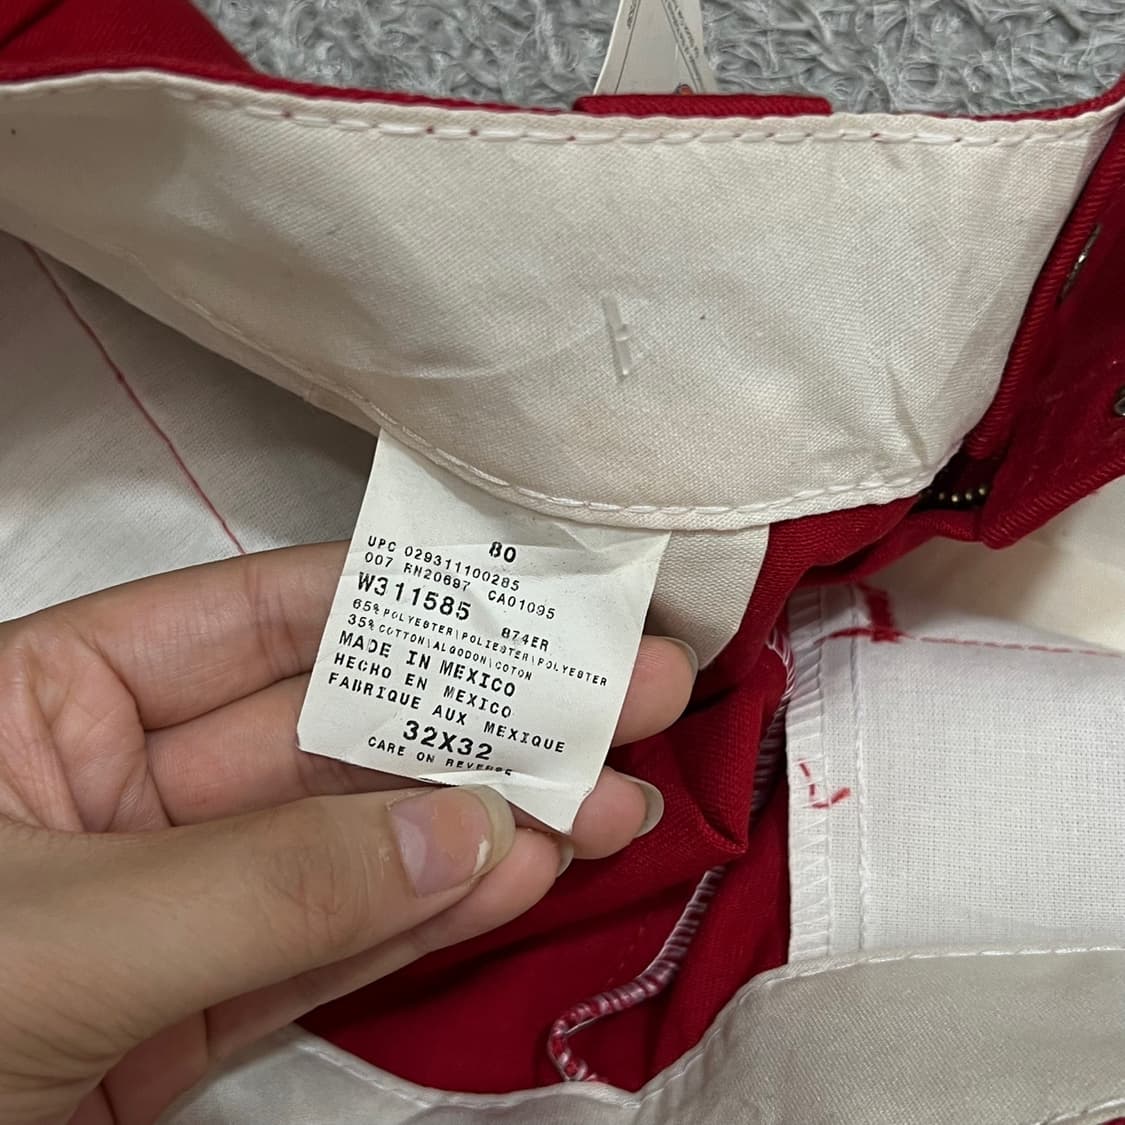 80
UPC 029311100285
007 RN20697 CA01095
W311585 874ER
65% POLYESTER\POLIESTER\POLYESTER
35% COTTON\ALGODON\COTON
MADE IN MEXICO
HECHO EN MEXICO
FABRIQUE AUX MEXIQUE
32X32
CARE ON REVERSE